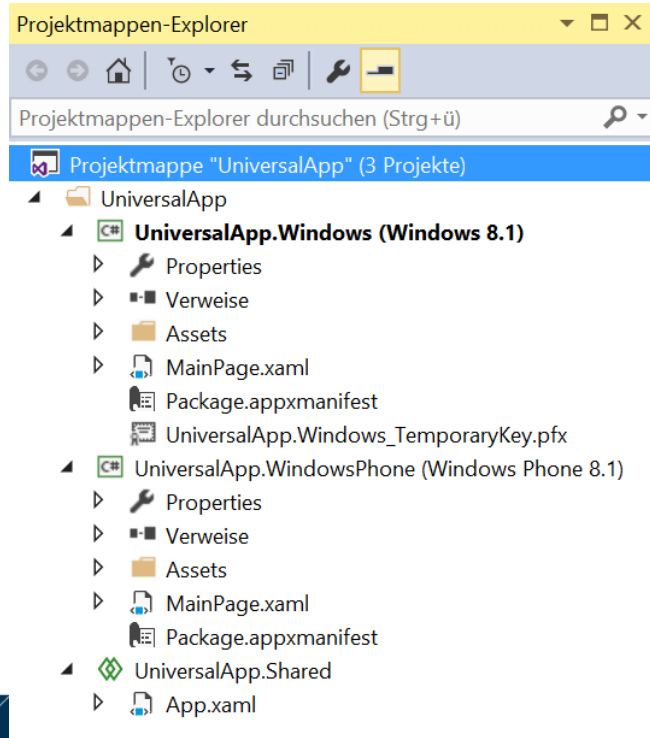 Projektmappen-Explorer
Projektmappen-Explorer durchsuchen (Strg+ü)
Projektmappe "UniversalApp" (3 Projekte)
UniversalApp
C# UniversalApp.Windows (Windows 8.1)
Properties
Verweise
Assets
MainPage.xaml
Package.appxmanifest
UniversalApp.Windows_TemporaryKey.pfx
C# UniversalApp.WindowsPhone (Windows Phone 8.1)
Properties
Verweise
Assets
MainPage.xaml
Package.appxmanifest
UniversalApp.Shared
App.xaml